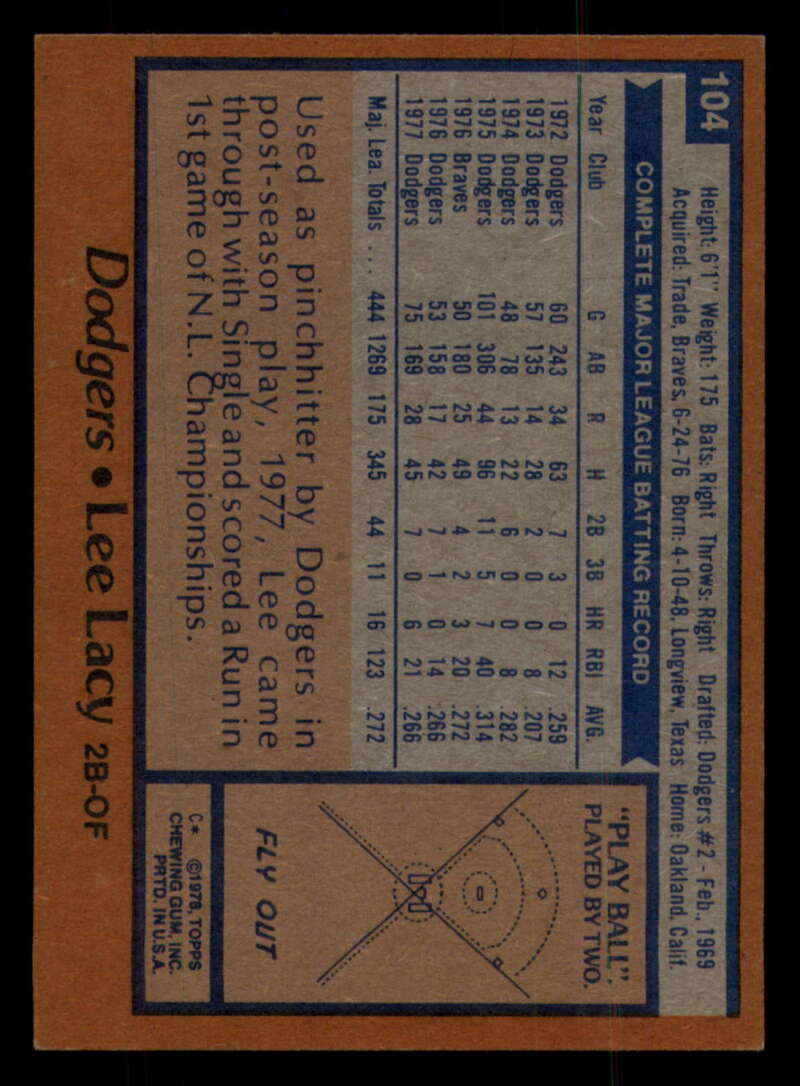 104
Height: 6'1" Weight: 175 Bats: Right Throws: Right Drafted: Dodgers #2 - Feb., 1969
Acquired: Trade, Braves, 6-24-76 Born: 4-10-48, Longview, Texas Home: Oakland, Calif.
COMPLETE MAJOR LEAGUE BATTING RECORD
Year Club G AB R H 2B 3B HR RBI AVG.
1972 Dodgers 60 243 34 63 7 3 0 12 .259
1973 Dodgers 57 135 14 28 2 0 0 8 .207
1974 Dodgers 48 78 13 22 6 0 0 8 .282
1975 Dodgers 101 306 44 96 11 5 7 40 .314
1976 Braves 50 180 25 49 4 2 3 20 .272
1976 Dodgers 53 158 17 42 7 1 0 14 .266
1977 Dodgers 75 169 28 45 7 0 6 21 .266
Maj. Lea. Totals ... 444 1269 175 345 44 11 16 123 .272
Used as pinchhitter by Dodgers in
post-season play, 1977, Lee came
through with Single and scored a Run in
1st game of N.L. Championships.
"PLAY BALL".
PLAYED BY TWO.
FLY OUT
C* ©1978, TOPPS
CHEWING GUM, INC.
PRTD. IN U.S.A.
Dodgers • Lee Lacy 2B-OF